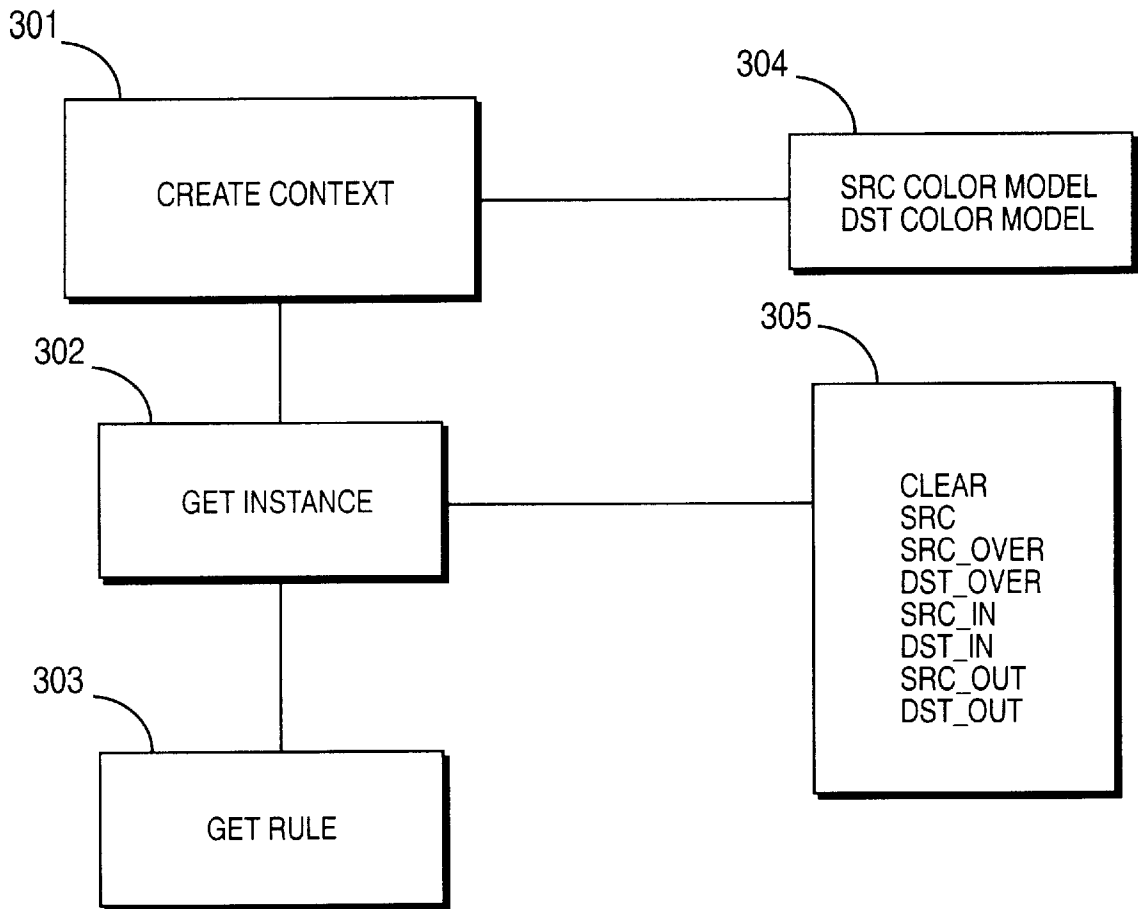 301
304
CREATE CONTEXT
SRC COLOR MODEL
DST COLOR MODEL
302
305
GET INSTANCE
CLEAR
SRC
SRC_OVER
DST_OVER
SRC_IN
DST_IN
SRC_OUT
DST_OUT
303
GET RULE